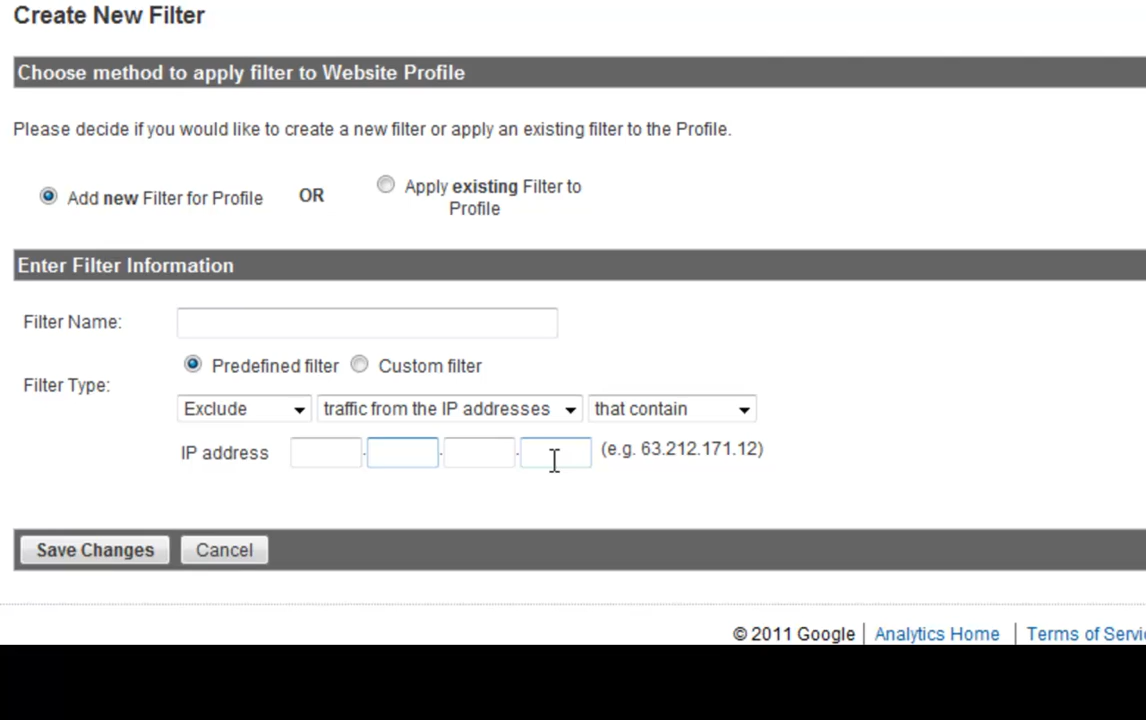 Create New Filter
Choose method to apply filter to Website Profile
Please decide if you would like to create a new filter or apply an existing filter to the Profile.
Add new Filter for Profile OR Apply existing Filter to
Profile
Enter Filter Information
Filter Name:
Filter Type: Predefined filter Custom filter
Exclude traffic from the IP addresses that contain
IP address . . . (e.g. 63.212.171.12)
Save Changes Cancel
© 2011 Google | Analytics Home | Terms of Servi